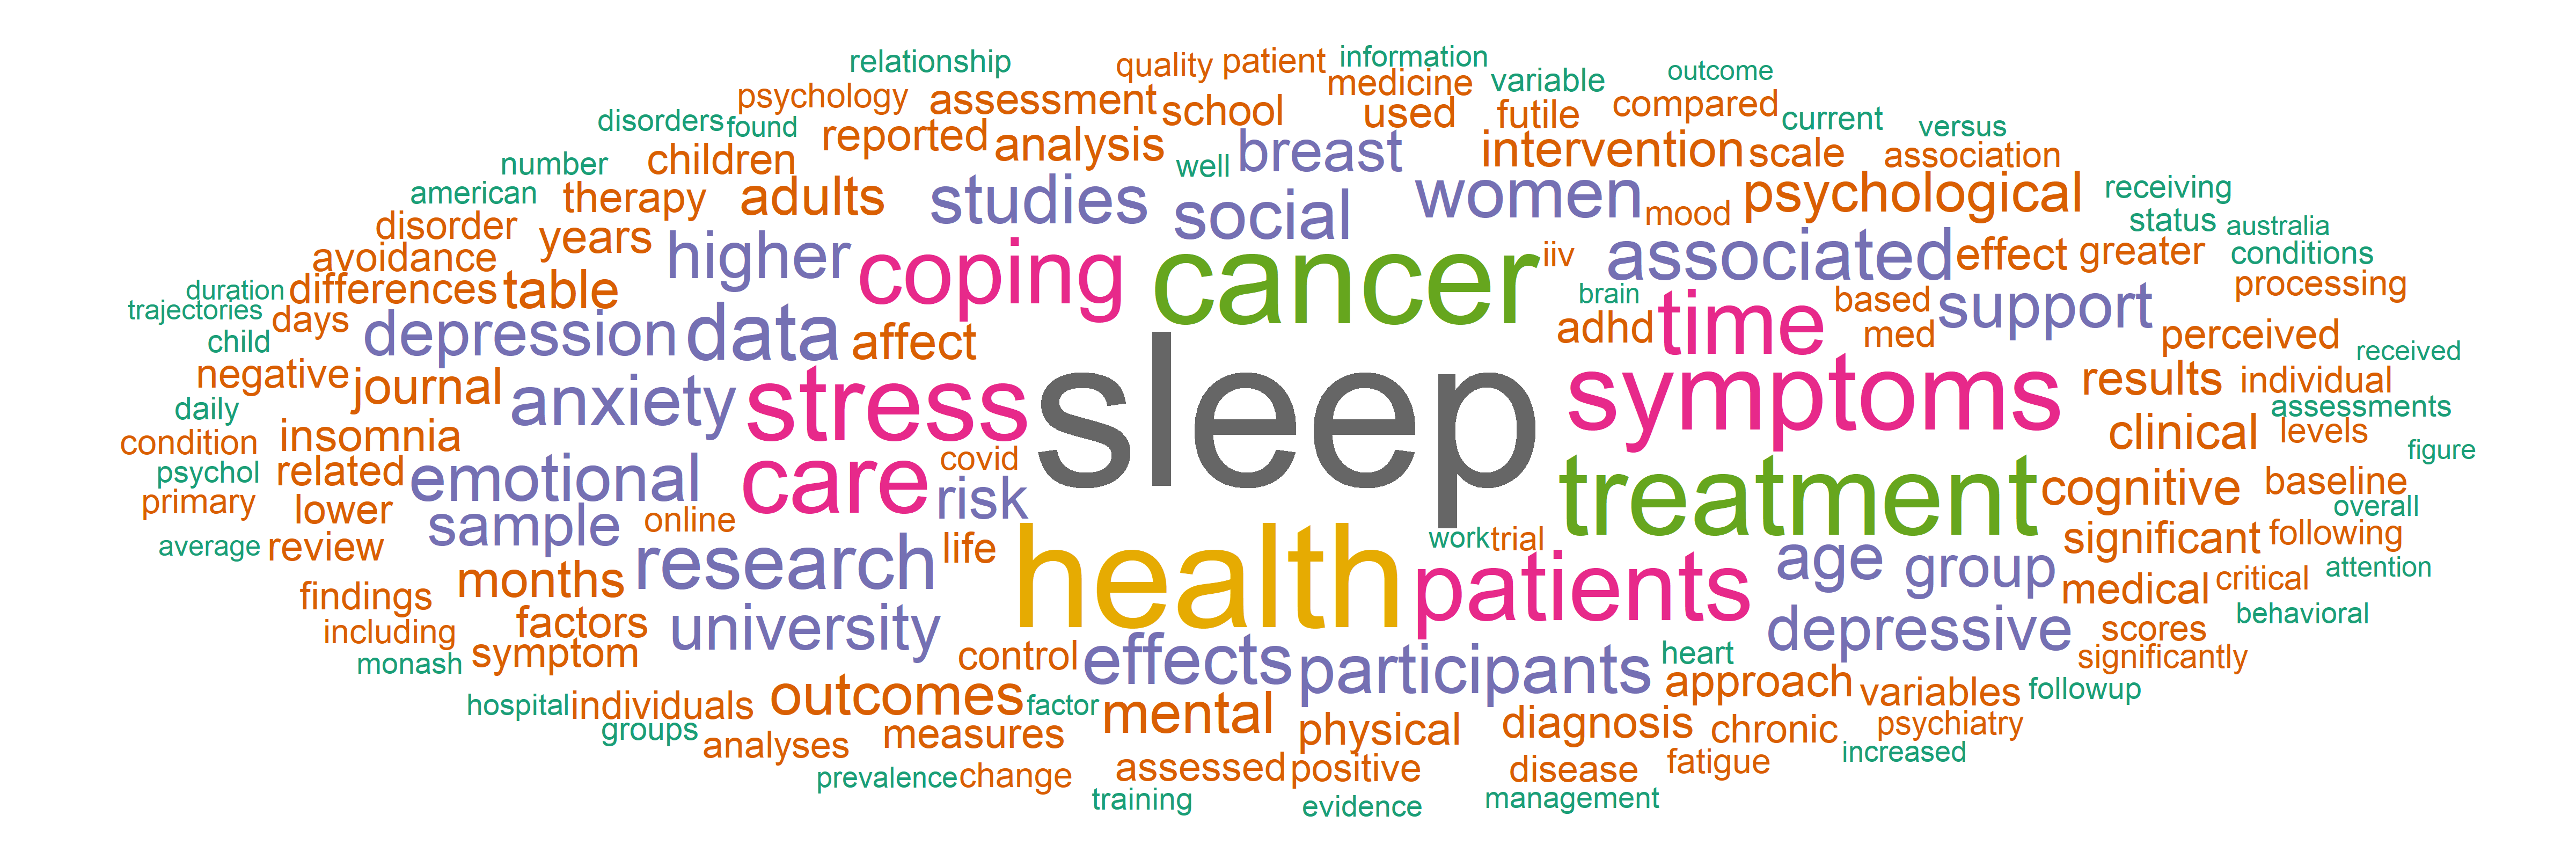 relationship quality patient information outcome
psychology assessment school medicine variable
disorders found reported analysis used futile compared current versus
number children well breast intervention scale association
american therapy adults studies social women mood psychological receiving
disorder years higher coping cancer iiv associated effect greater status australia
avoidance conditions
duration differences table brain time based support processing
trajectories days depression data affect adhd med perceived received
child
negative journal anxiety stress sleep symptoms results individual
daily assessments
condition insomnia clinical levels figure
psychol related emotional care covid treatment cognitive baseline
primary lower sample online risk overall
average review research life health work trial significant following
months patients age group medical critical attention
findings factors university depressive scores behavioral
including
monash symptom control effects participants heart significantly
hospital individuals outcomes factor mental approach variables followup
groups analyses measures physical diagnosis chronic psychiatry
prevalence change assessed positive disease fatigue increased
training evidence management